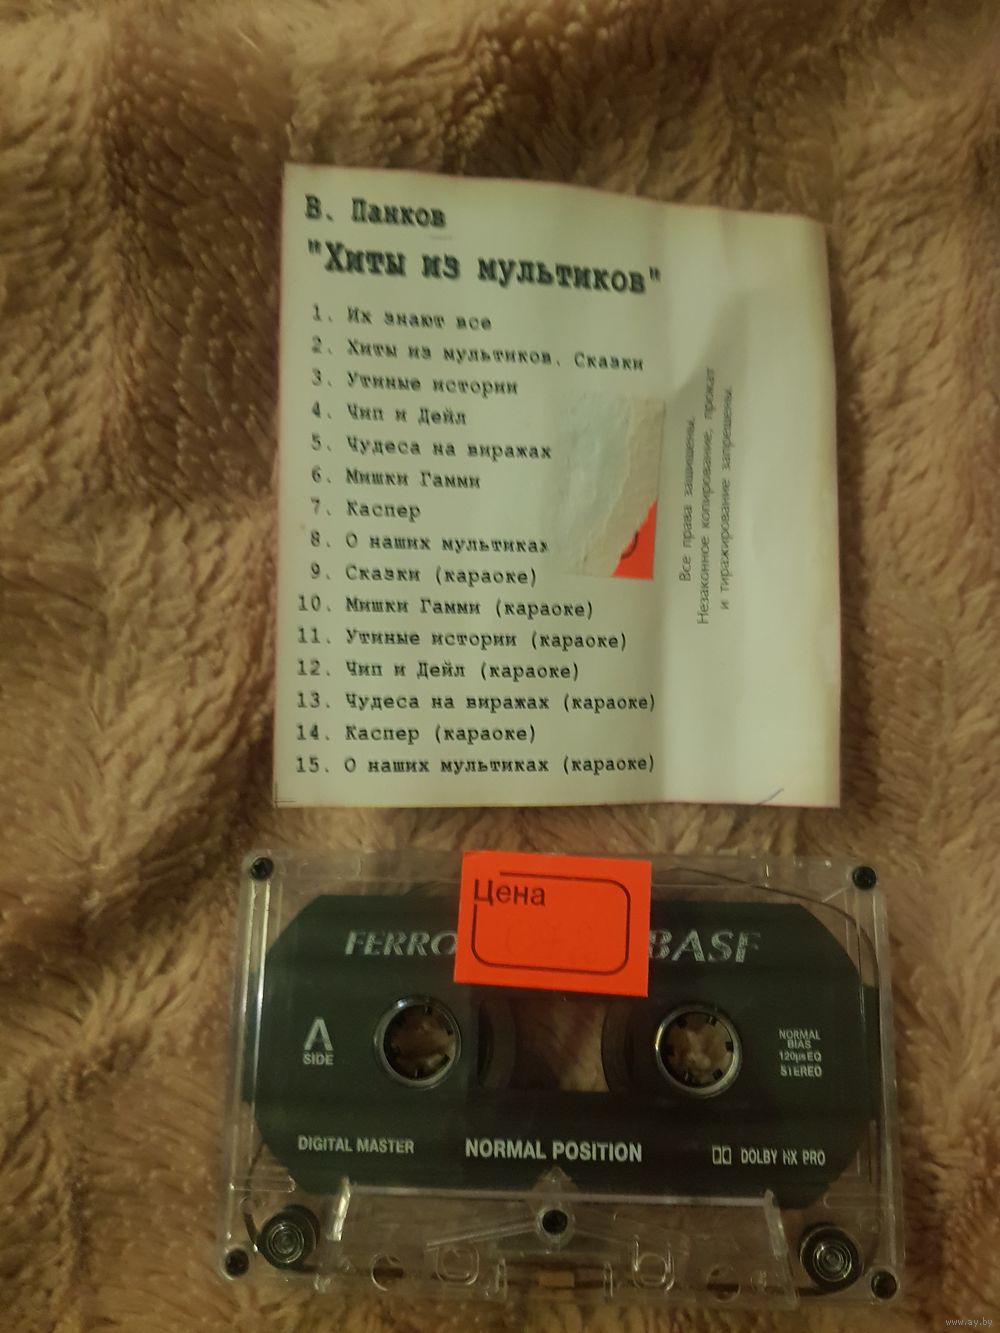 В. Панков
"Хиты из мультиков"
1. Их знают все
2. Хиты из мультиков. Сказки
3. Утиные истории
4. Чип и Дейл
5. Чудеса на виражах
6. Мишки Гамми
7. Каспер
8. О наших мультиках
9. Сказки (караоке)
10. Мишки Гамми (караоке)
11. Утиные истории (караоке)
12. Чип и Дейл (караоке)
13. Чудеса на виражах (караоке)
14. Каспер (караоке)
15. О наших мультиках (караоке)
Все права защищены.
Незаконное копирование, прокат
и тиражирование запрещены.
Цена
FERRO BASF
A
SIDE
NORMAL
BIAS
120µs EQ
STEREO
DIGITAL MASTER NORMAL POSITION DOLBY HX PRO
www.ay.by